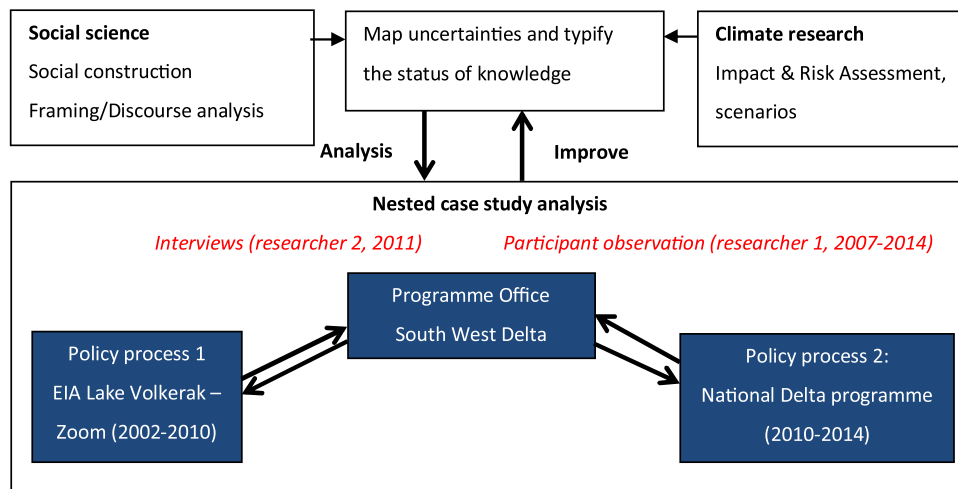 Social science
Social construction
Framing/Discourse analysis
Map uncertainties and typify
the status of knowledge
Climate research
Impact & Risk Assessment,
scenarios
Analysis
Improve
Nested case study analysis
Interviews (researcher 2, 2011)
Participant observation (researcher 1, 2007-2014)
Programme Office
South West Delta
Policy process 1
EIA Lake Volkerak –
Zoom (2002-2010)
Policy process 2:
National Delta programme
(2010-2014)